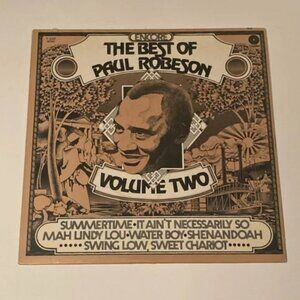 ENCORE
THE BEST OF
PAUL ROBESON
VOLUME TWO
SUMMERTIME • IT AIN'T NECESSARILY SO
MAH LINDY LOU • WATER BOY • SHENANDOAH
••••• SWING LOW, SWEET CHARIOT •••••